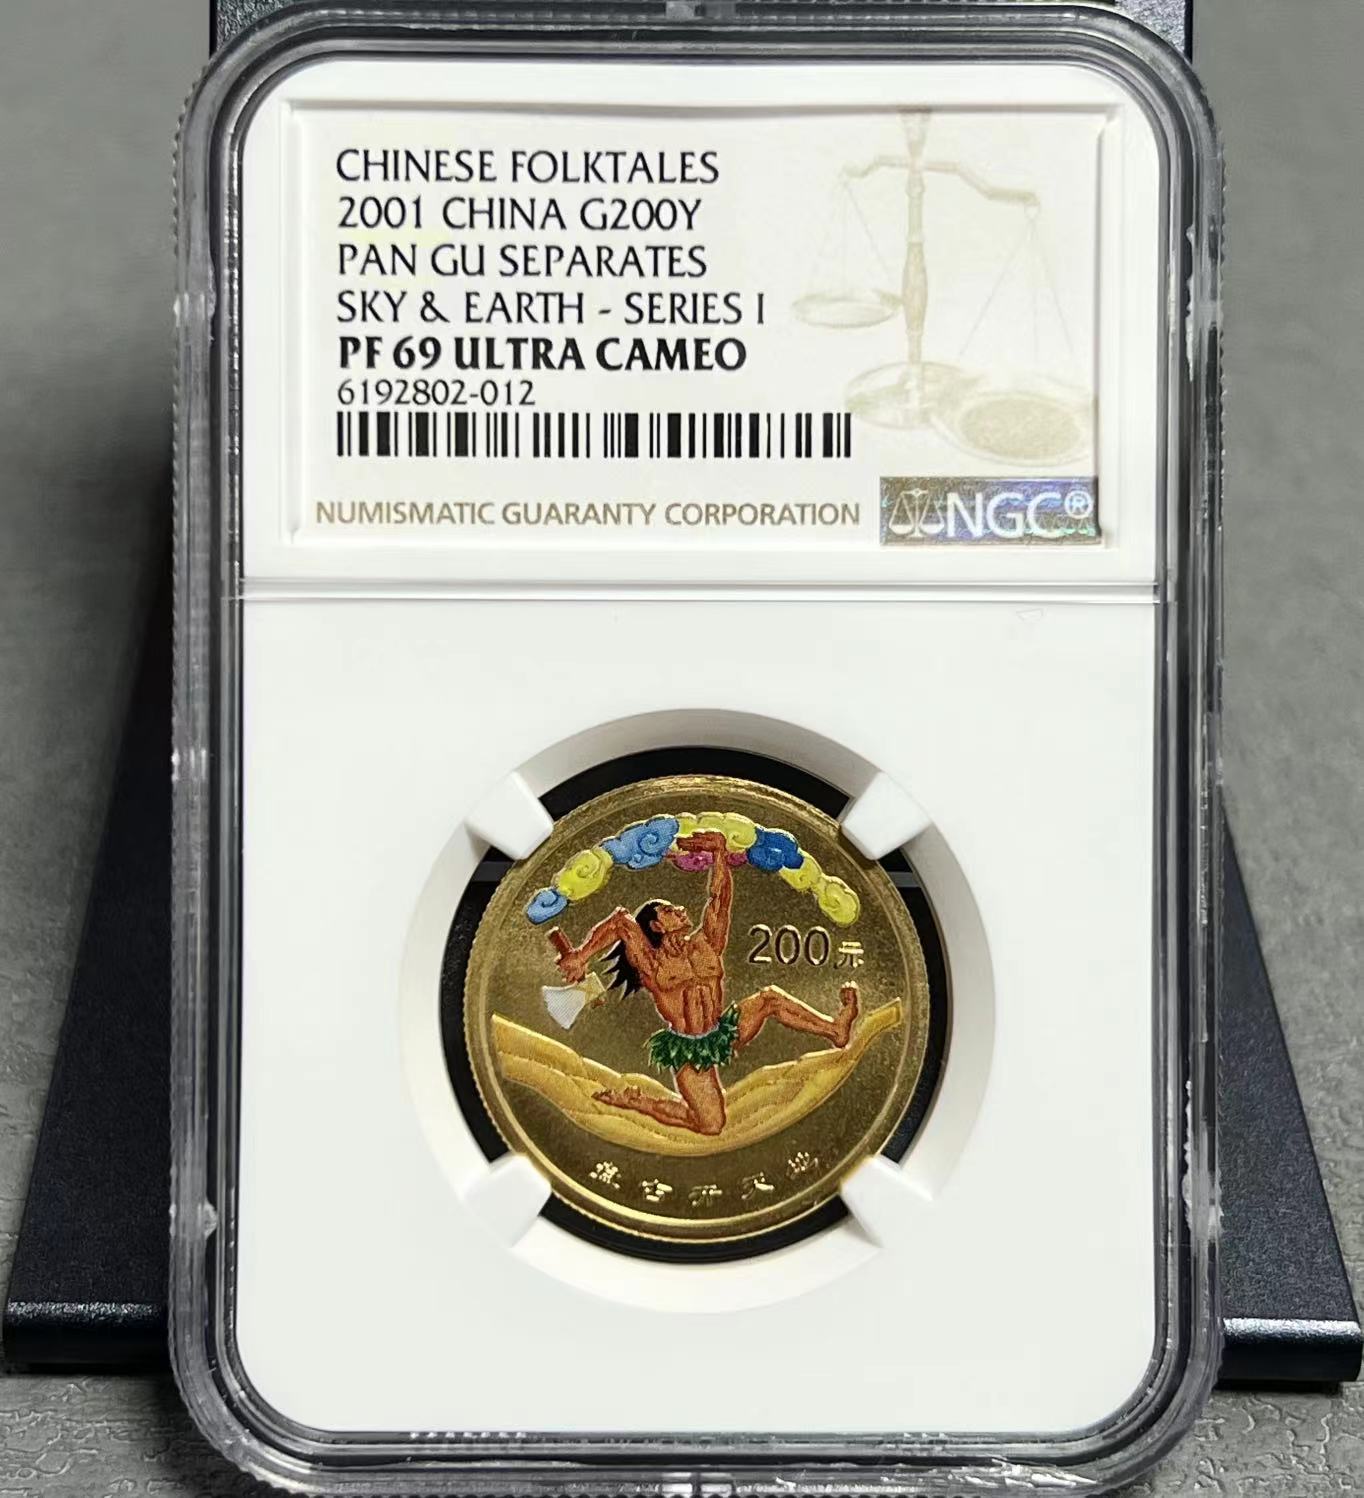 CHINESE FOLKTALES
2001 CHINA G200Y
PAN GU SEPARATES
SKY & EARTH - SERIES I
PF 69 ULTRA CAMEO
6192802-012
NUMISMATIC GUARANTY CORPORATION
NGC®
200元
盘古开天地